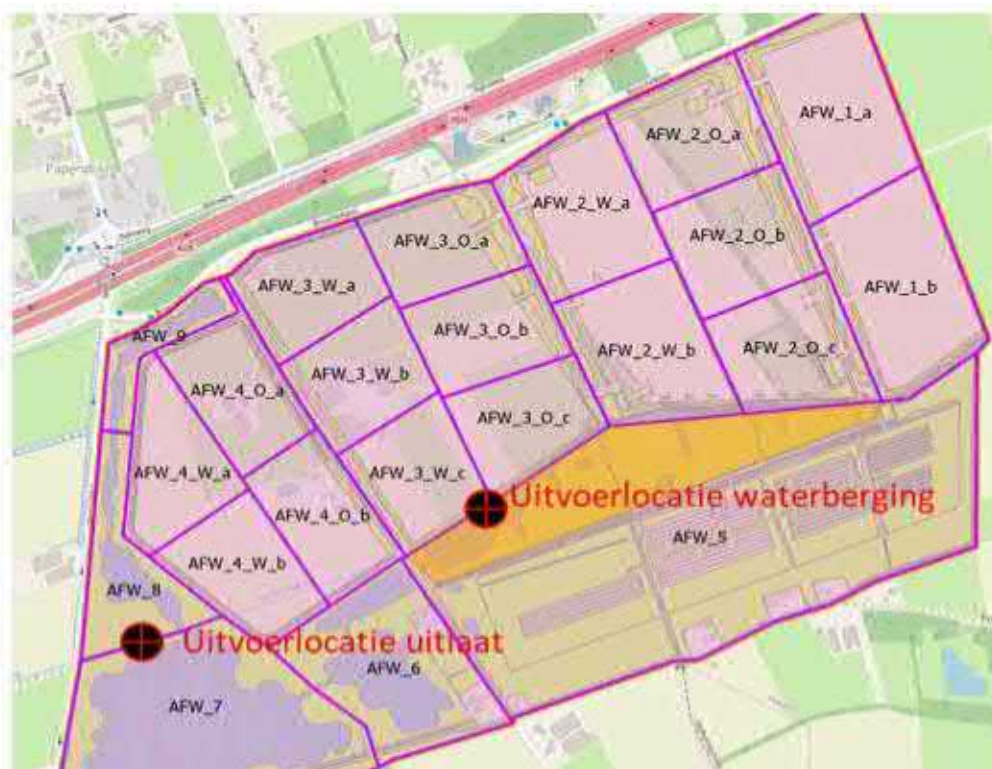 AFW_1_a
AFW_2_O_a
AFW_2_W_a
AFW_2_O_b
AFW_3_O_a
AFW_3_W_a
AFW_1_b
AFW_3_O_b
AFW_9
AFW_2_W_b
AFW_2_O_c
AFW_3_W_b
AFW_4_O_a
AFW_3_O_c
AFW_4_W_a
AFW_3_W_c
Uitvoerlocatie waterberging
AFW_4_O_b
AFW_5
AFW_4_W_b
AFW_8
Uitvoerlocatie uitlaat
AFW_6
AFW_7